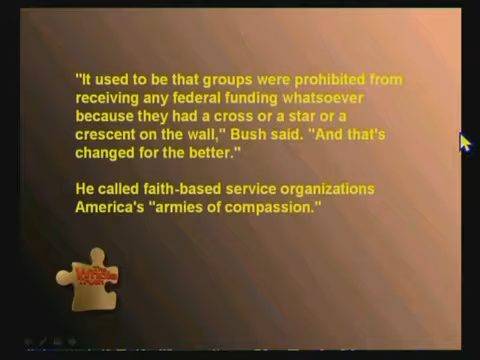 "It used to be that groups were prohibited from
receiving any federal funding whatsoever
because they had a cross or a star or a
crescent on the wall," Bush said. "And that's
changed for the better."
He called faith-based service organizations
America's "armies of compassion."
The
Whole